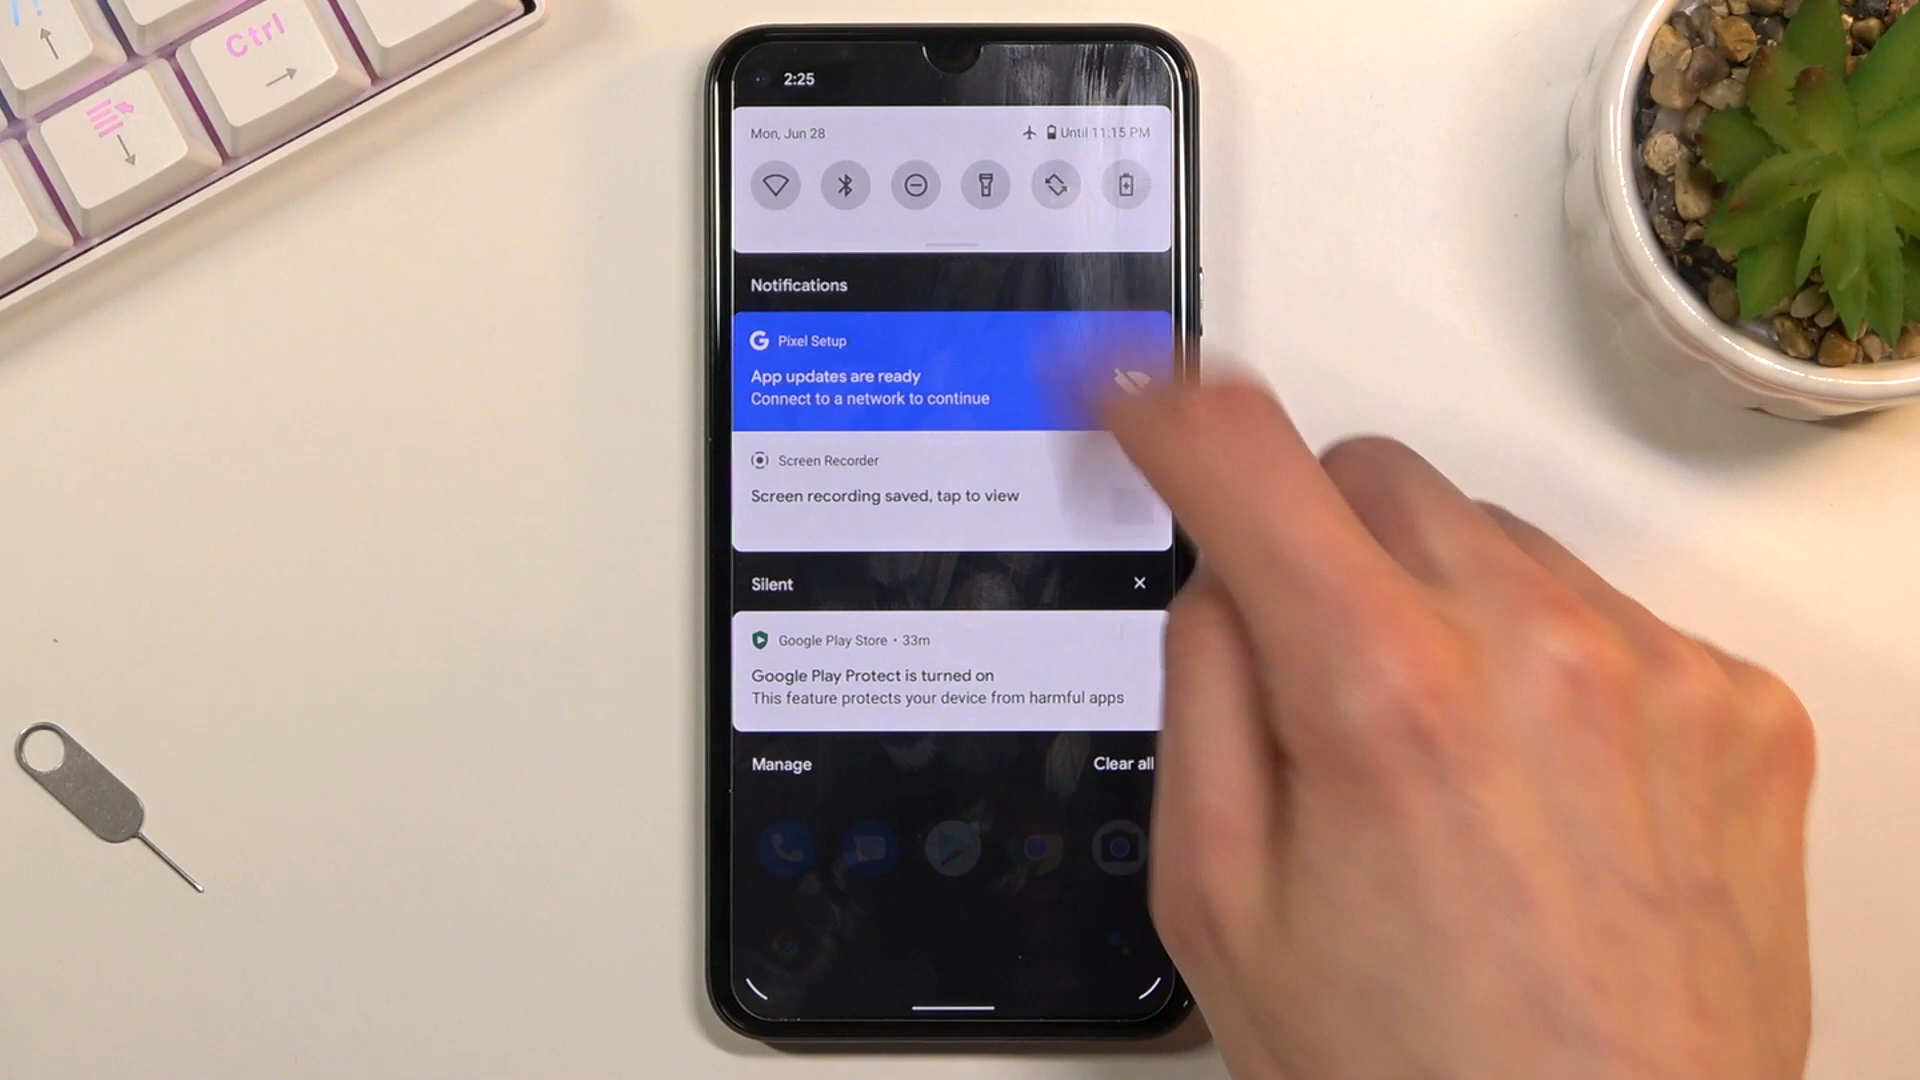 Ctrl
2:25
Mon, Jun 28
Until 11:15 PM
Notifications
Pixel Setup
App updates are ready
Connect to a network to continue
Screen Recorder
Screen recording saved, tap to view
Silent
Google Play Store • 33m
Google Play Protect is turned on
This feature protects your device from harmful apps
Manage
Clear all